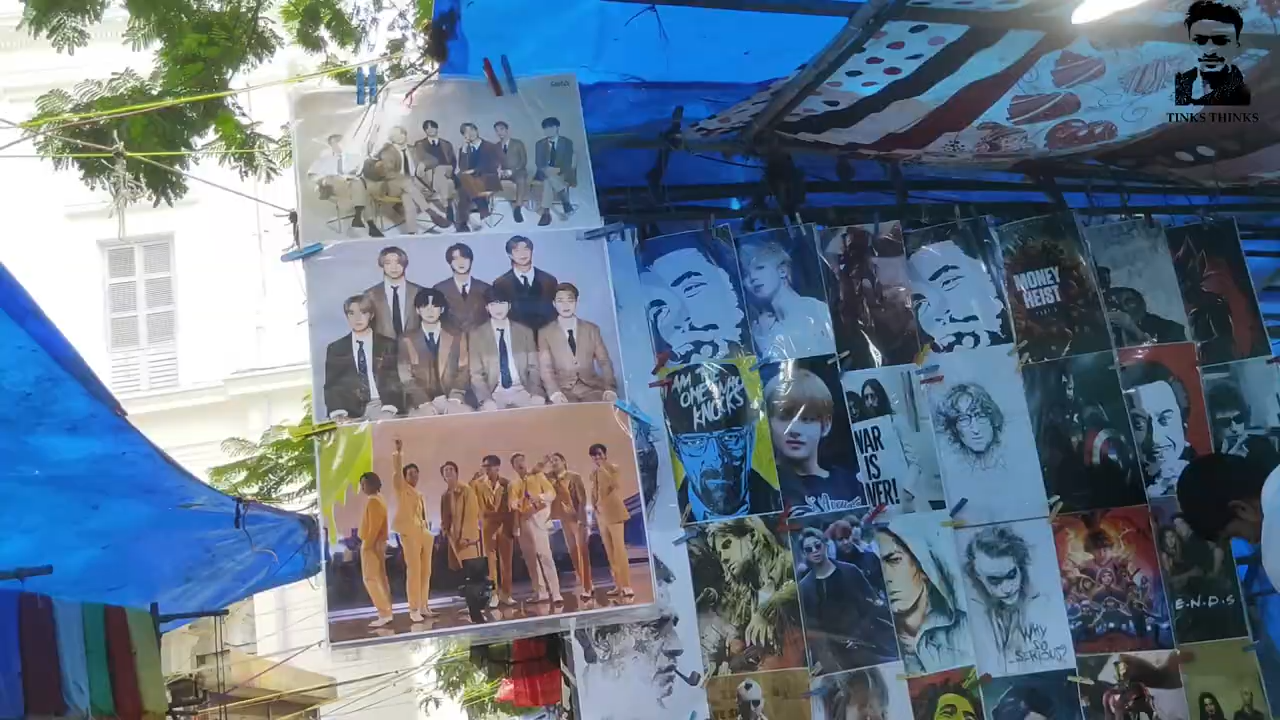 TINKS THINKS
MONEY
HEIST
I AM
THE
ONE WHO
KNOCKS
WAR
IS
OVER!
WHY
SO
SERIOUS
E.N.D.S